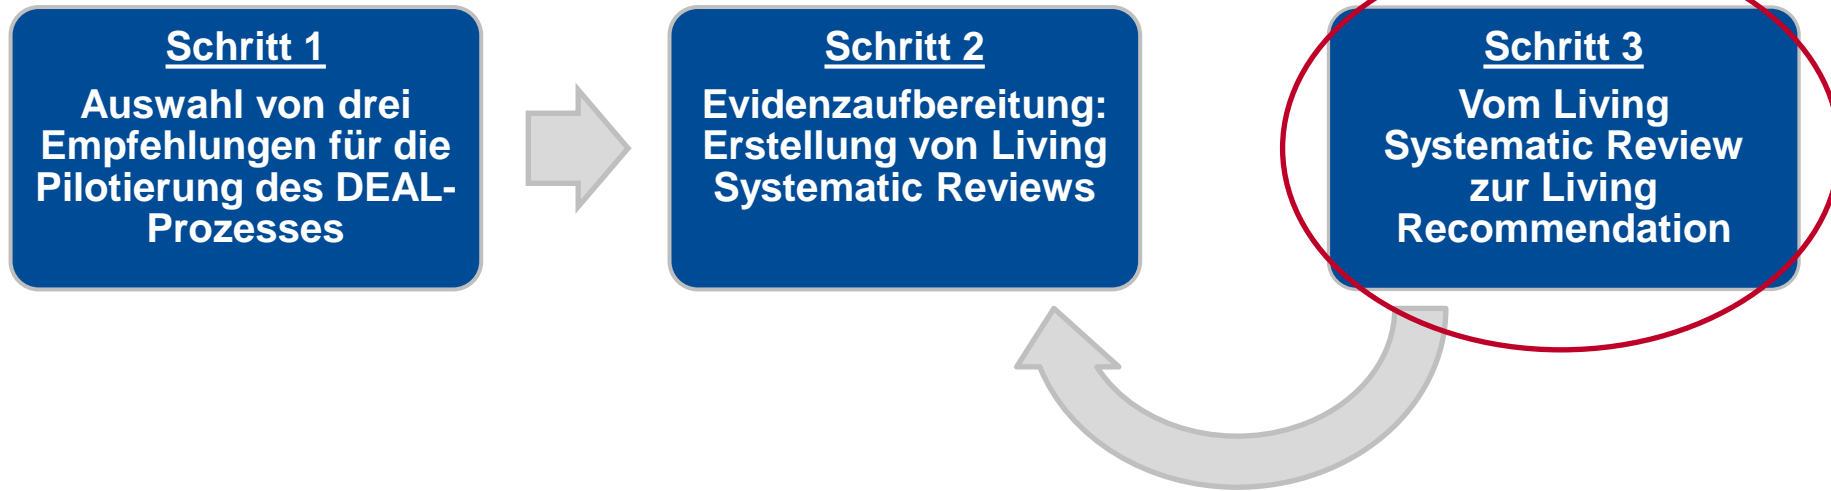 Schritt 1
Auswahl von drei
Empfehlungen für die
Pilotierung des DEAL-
Prozesses
Schritt 2
Evidenzaufbereitung:
Erstellung von Living
Systematic Reviews
Schritt 3
Vom Living
Systematic Review
zur Living
Recommendation